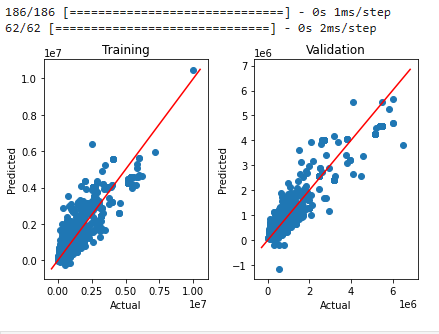 186/186 [==============================] - 0s 1ms/step
62/62 [==============================] - 0s 2ms/step
Training
1e7
1.0
0.8
0.6
0.4
0.2
0.0
Predicted
0.00 0.25 0.50 0.75 1.00
Actual
1e7
Validation
1e6
7
6
5
4
3
2
1
0
−1
Predicted
0 2 4 6
Actual
1e6